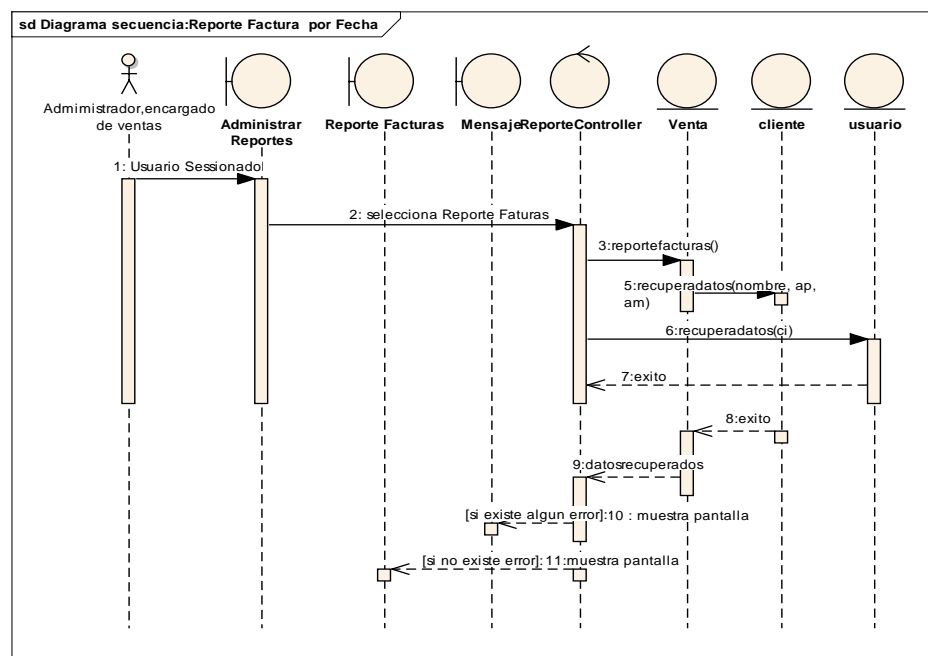 sd Diagrama secuencia:Reporte Factura por Fecha
Admimistrador,encargado
de ventas
Administrar
Reportes
Reporte Facturas
Mensaje
ReporteController
Venta
cliente
usuario
1: Usuario Sessionado
2: selecciona Reporte Faturas
3:reportefacturas()
5:recuperadatos(nombre, ap,
am)
6:recuperadatos(ci)
7:exito
8:exito
9:datosrecuperados
[si existe algun error]:10 : muestra pantalla
[si no existe error]: 11:muestra pantalla